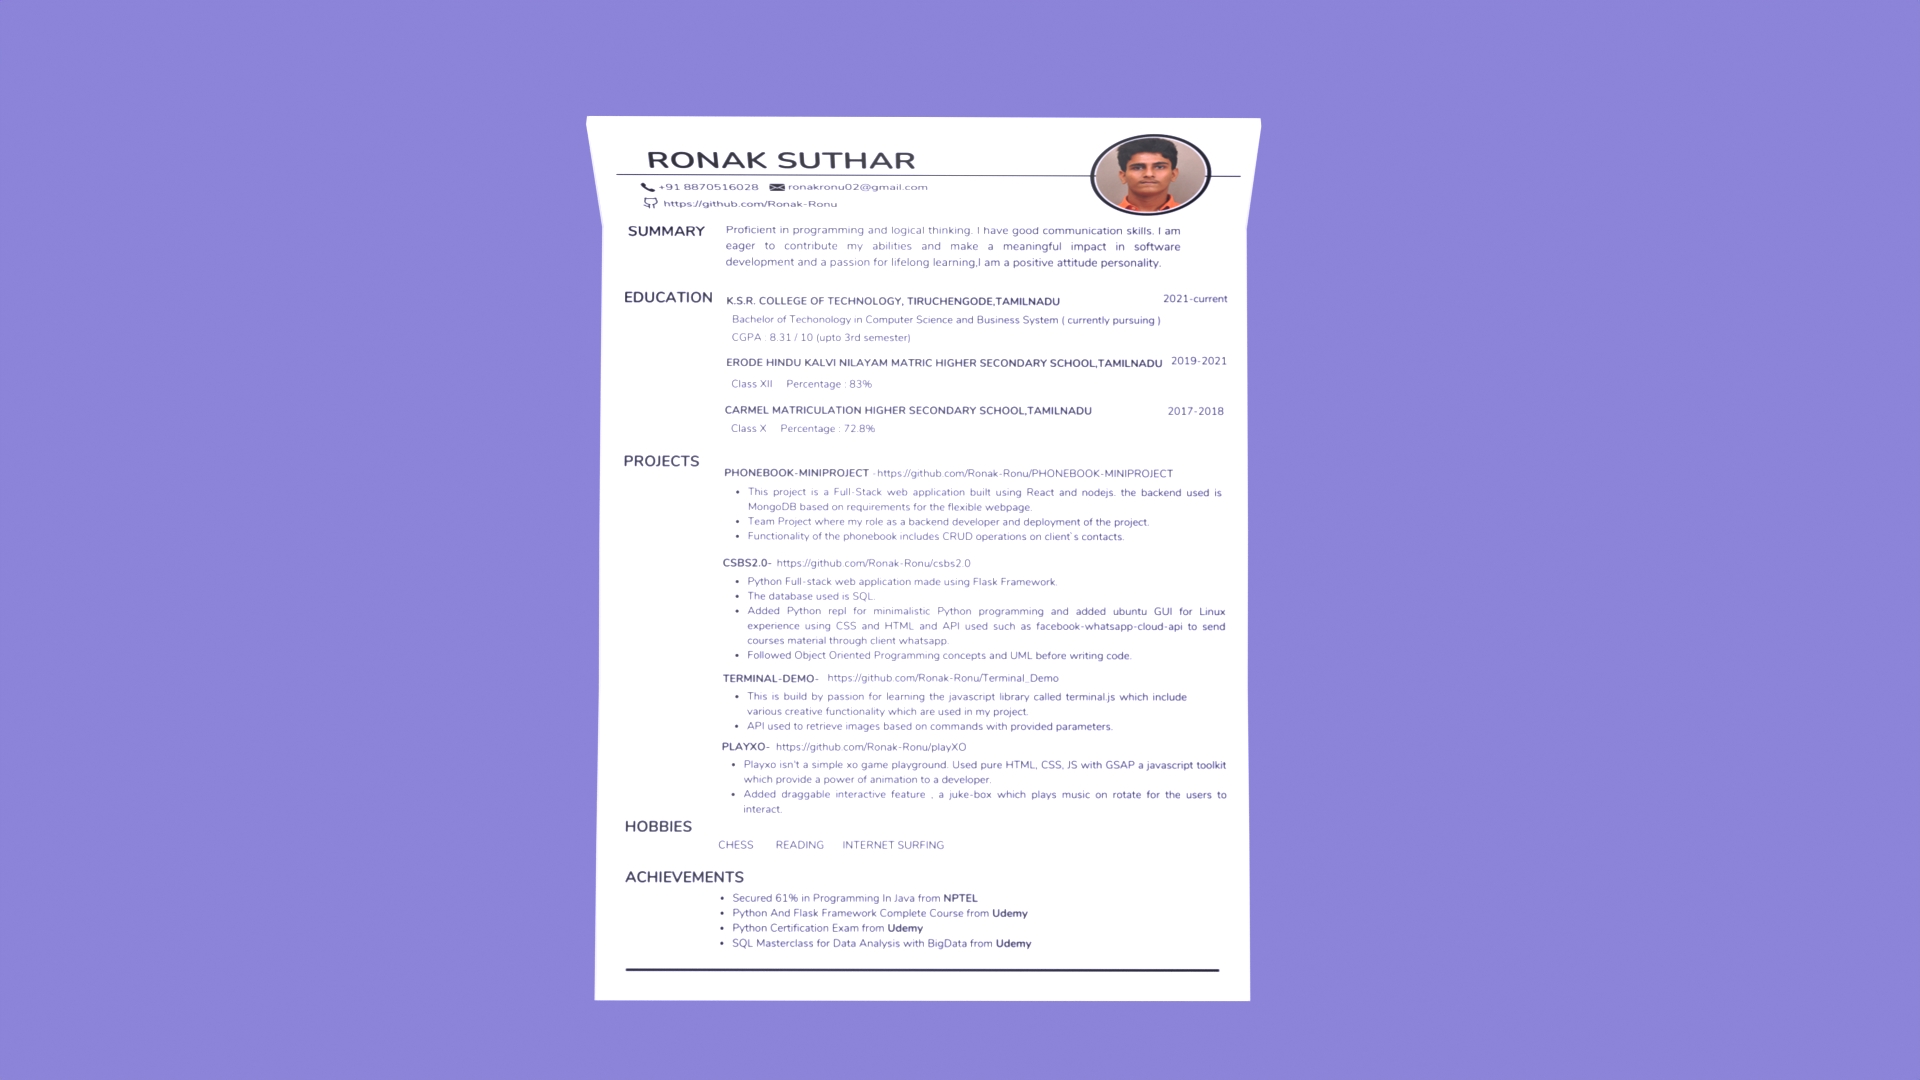 RONAK SUTHAR
+91 8870516028 ronakronu02@gmail.com
https://github.com/Ronak-Ronu
SUMMARY
Proficient in programming and logical thinking. I have good communication skills. I am
eager to contribute my abilities and make a meaningful impact in software
development and a passion for lifelong learning,I am a positive attitude personality.
EDUCATION
K.S.R. COLLEGE OF TECHNOLOGY, TIRUCHENGODE,TAMILNADU 2021-current
Bachelor of Techonology in Computer Science and Business System ( currently pursuing )
CGPA : 8.31 / 10 (upto 3rd semester)
ERODE HINDU KALVI NILAYAM MATRIC HIGHER SECONDARY SCHOOL,TAMILNADU 2019-2021
Class XII Percentage : 83%
CARMEL MATRICULATION HIGHER SECONDARY SCHOOL,TAMILNADU 2017-2018
Class X Percentage : 72.8%
PROJECTS
PHONEBOOK-MINIPROJECT - https://github.com/Ronak-Ronu/PHONEBOOK-MINIPROJECT
• This project is a Full-Stack web application built using React and nodejs. the backend used is
MongoDB based on requirements for the flexible webpage.
• Team Project where my role as a backend developer and deployment of the project.
• Functionality of the phonebook includes CRUD operations on client's contacts.
CSBS2.0- https://github.com/Ronak-Ronu/csbs2.0
• Python Full-stack web application made using Flask Framework.
• The database used is SQL.
• Added Python repl for minimalistic Python programming and added ubuntu GUI for Linux
experience using CSS and HTML and API used such as facebook-whatsapp-cloud-api to send
courses material through client whatsapp.
• Followed Object Oriented Programming concepts and UML before writing code.
TERMINAL-DEMO- https://github.com/Ronak-Ronu/Terminal_Demo
• This is build by passion for learning the javascript library called terminal.js which include
various creative functionality which are used in my project.
• API used to retrieve images based on commands with provided parameters.
PLAYXO- https://github.com/Ronak-Ronu/playXO
• Playxo isn't a simple xo game playground. Used pure HTML, CSS, JS with GSAP a javascript toolkit
which provide a power of animation to a developer.
• Added draggable interactive feature , a juke-box which plays music on rotate for the users to
interact.
HOBBIES
CHESS READING INTERNET SURFING
ACHIEVEMENTS
• Secured 61% in Programming In Java from NPTEL
• Python And Flask Framework Complete Course from Udemy
• Python Certification Exam from Udemy
• SQL Masterclass for Data Analysis with BigData from Udemy